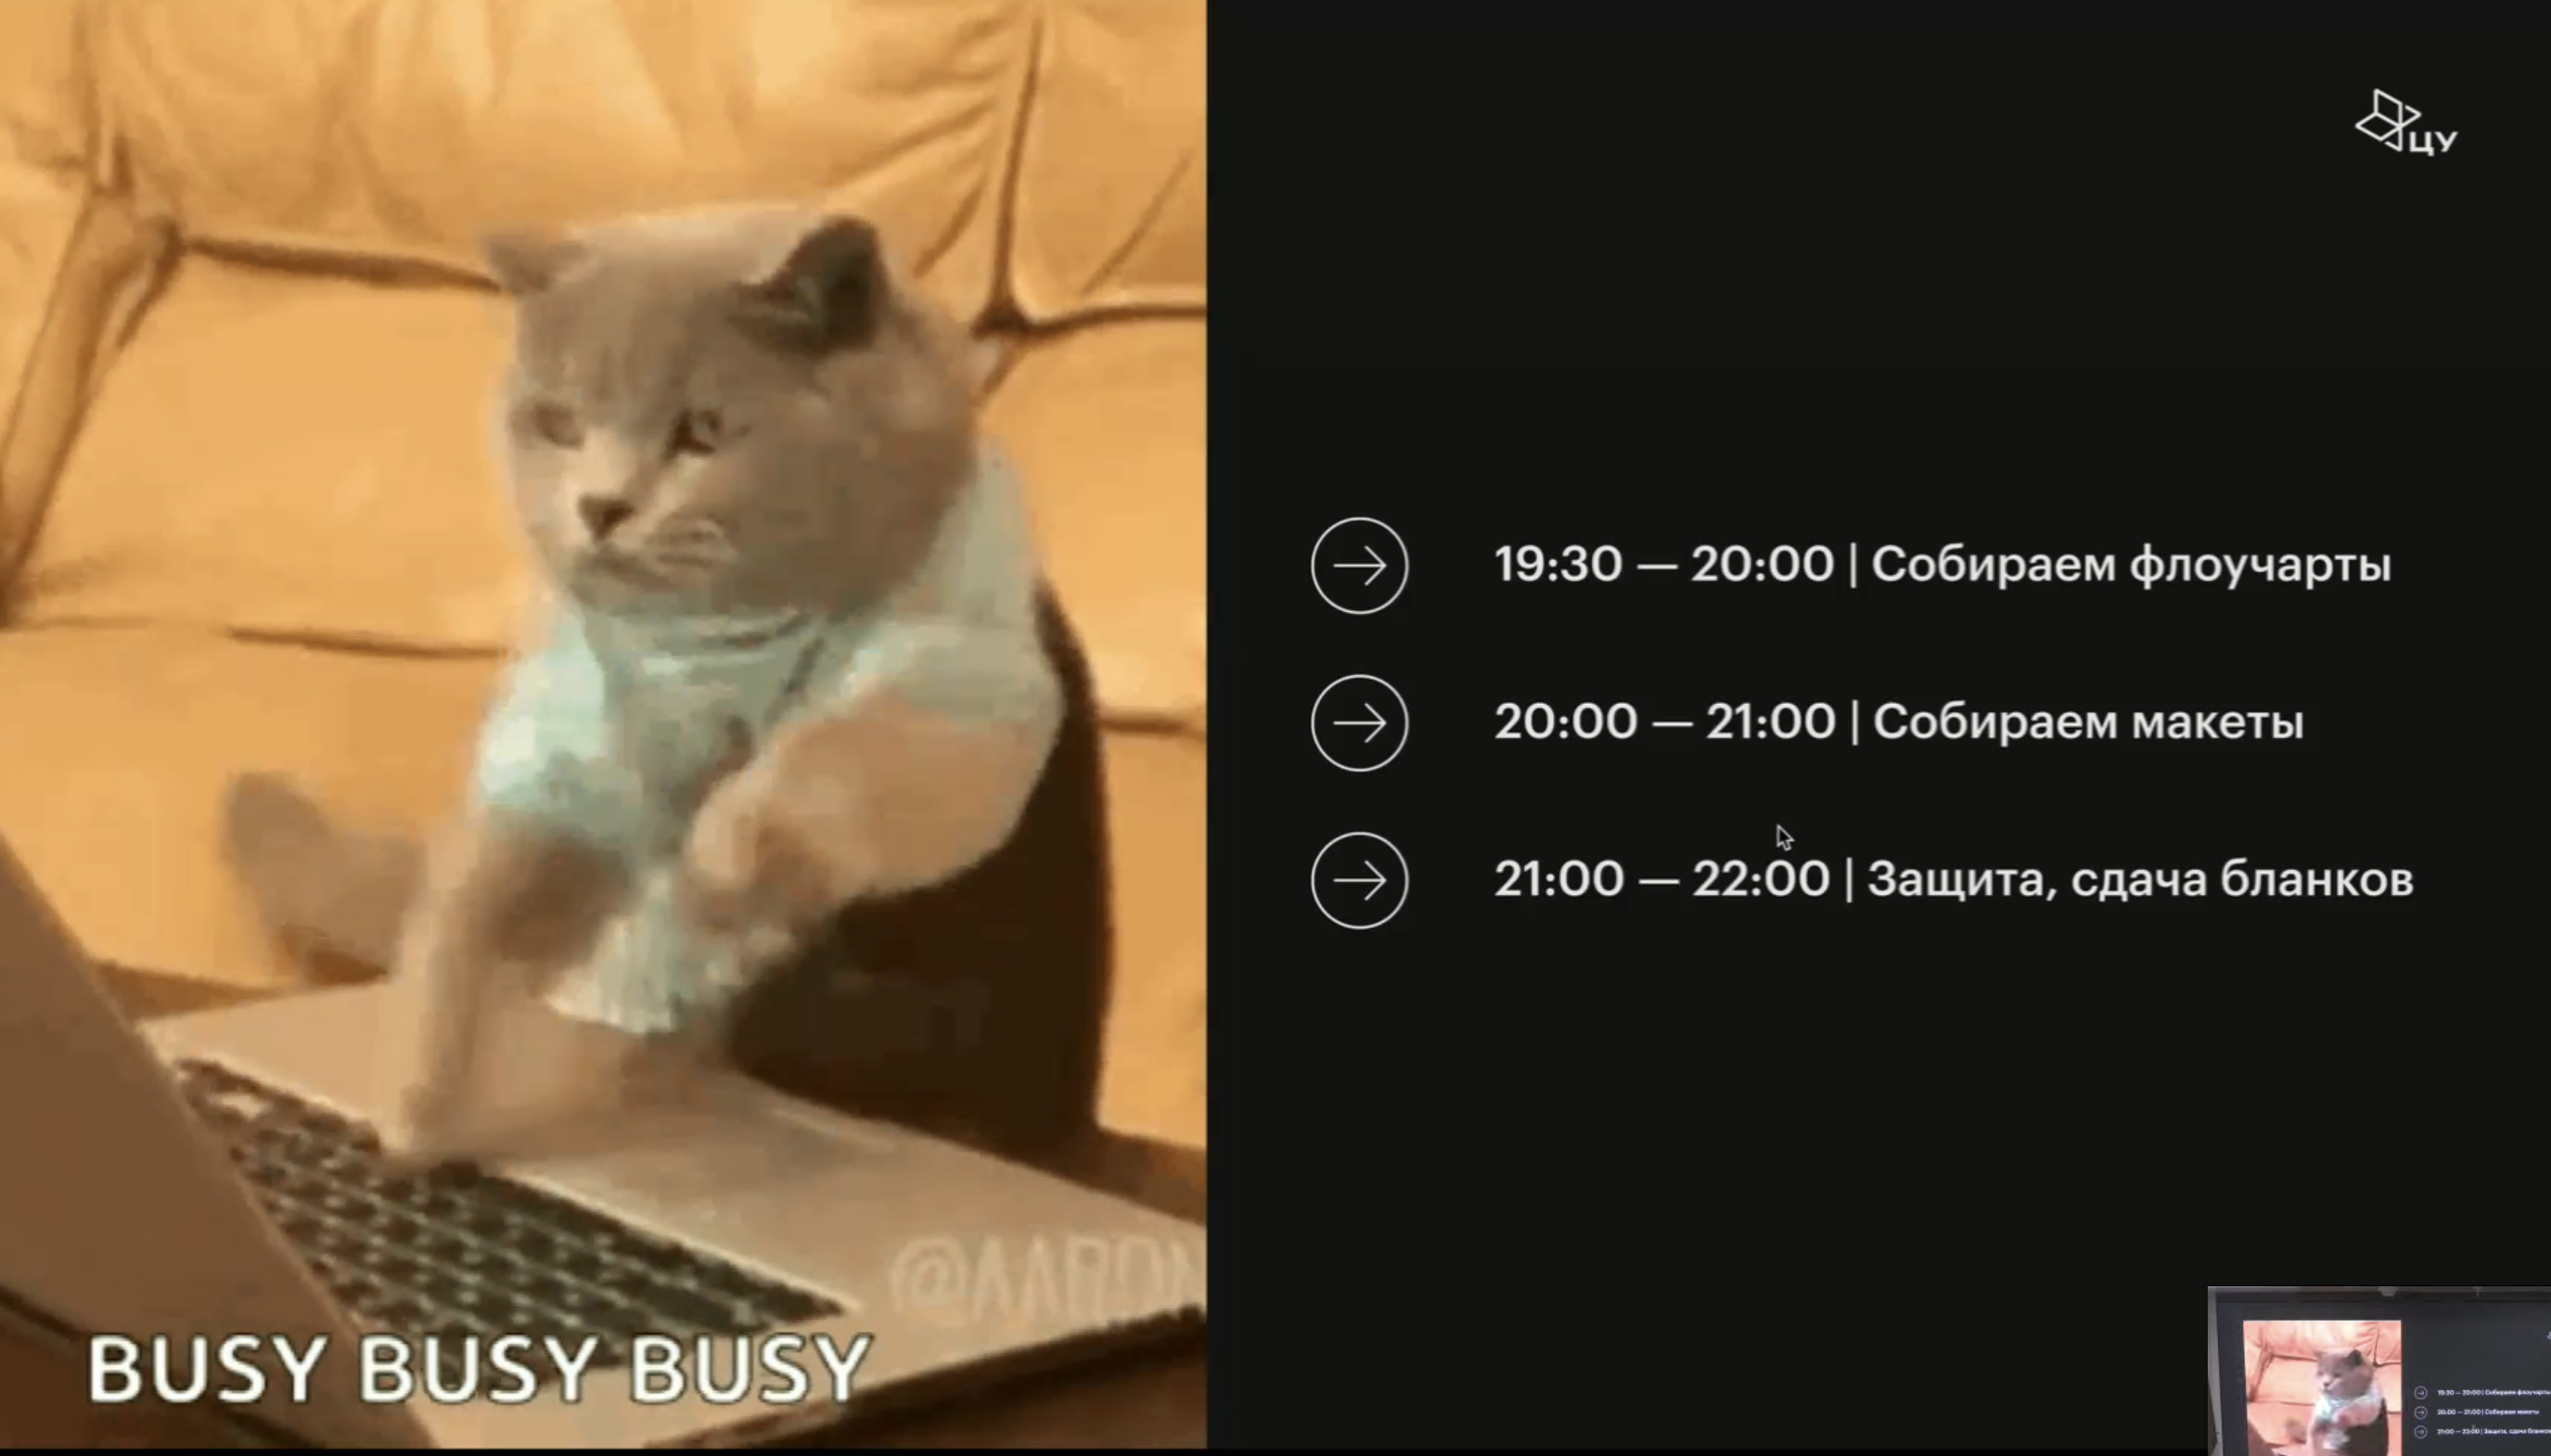 ЦУ
19:30 — 20:00 | Собираем флоучарты
20:00 — 21:00 | Собираем макеты
21:00 — 22:00 | Защита, сдача бланков
@AARON
BUSY BUSY BUSY
19:30 — 20:00 | Собираем флоучарты
20:00 — 21:00 | Собираем макеты
21:00 — 22:00 | Защита, сдача бланков